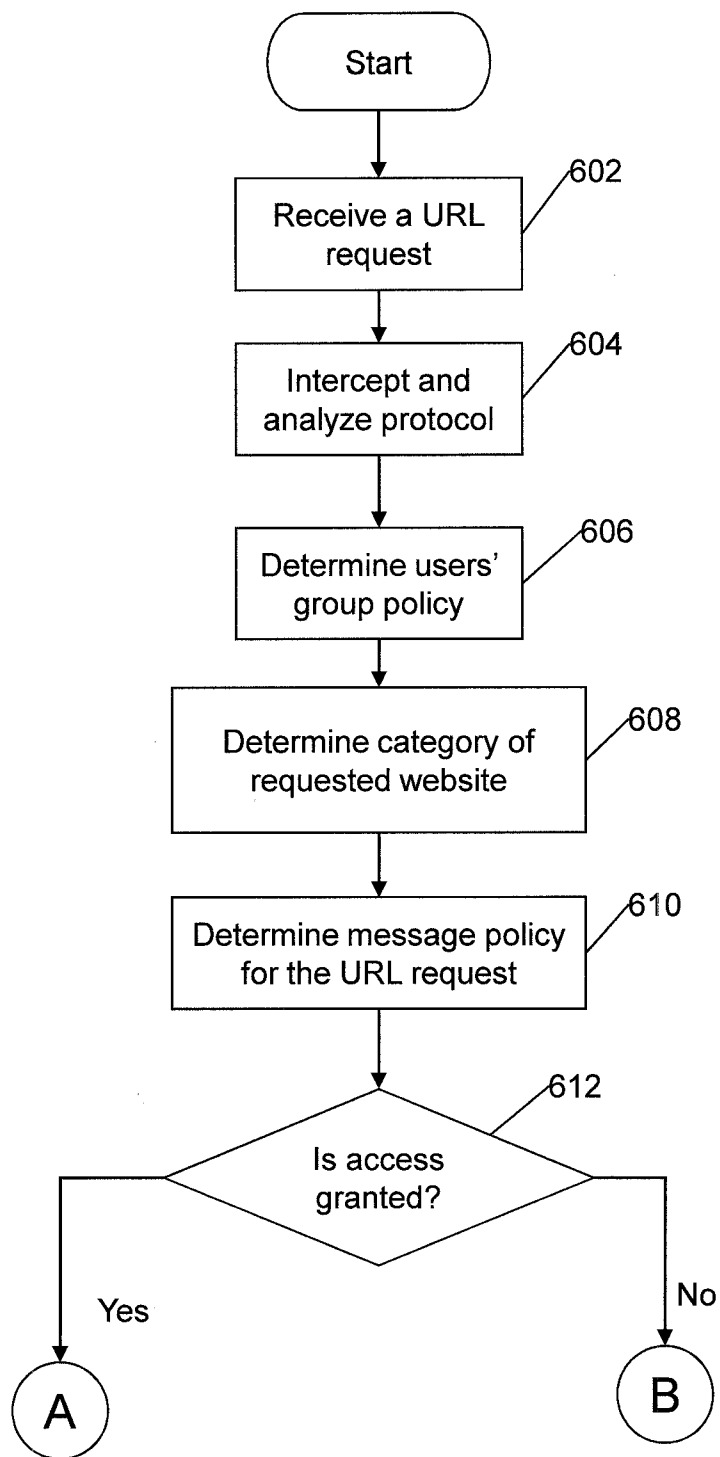 Start
602
Receive a URL
request
604
Intercept and
analyze protocol
606
Determine users’
group policy
608
Determine category of
requested website
610
Determine message policy
for the URL request
612
Is access
granted?
Yes
No
A
B